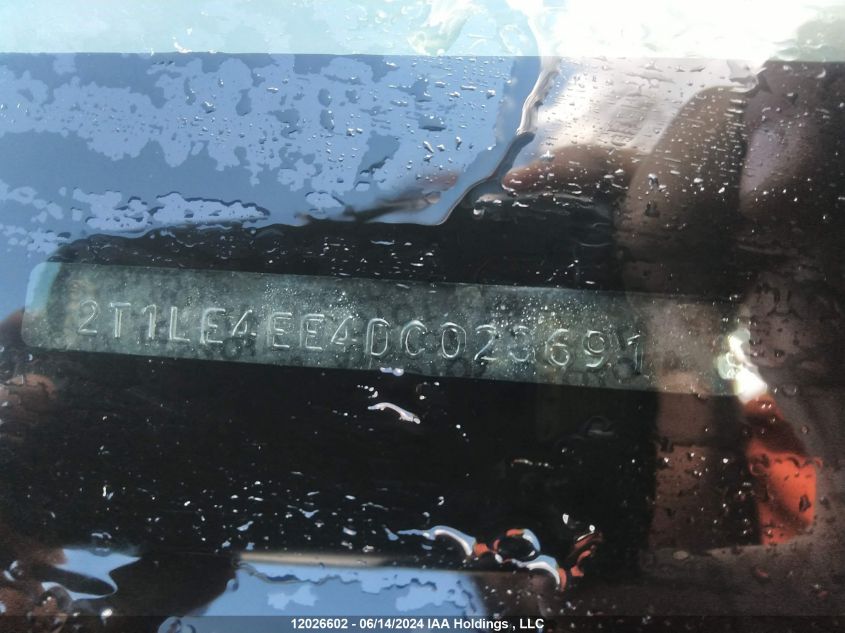 2T1LE4EE4DC023691
12026602 - 06/14/2024 IAA Holdings , LLC